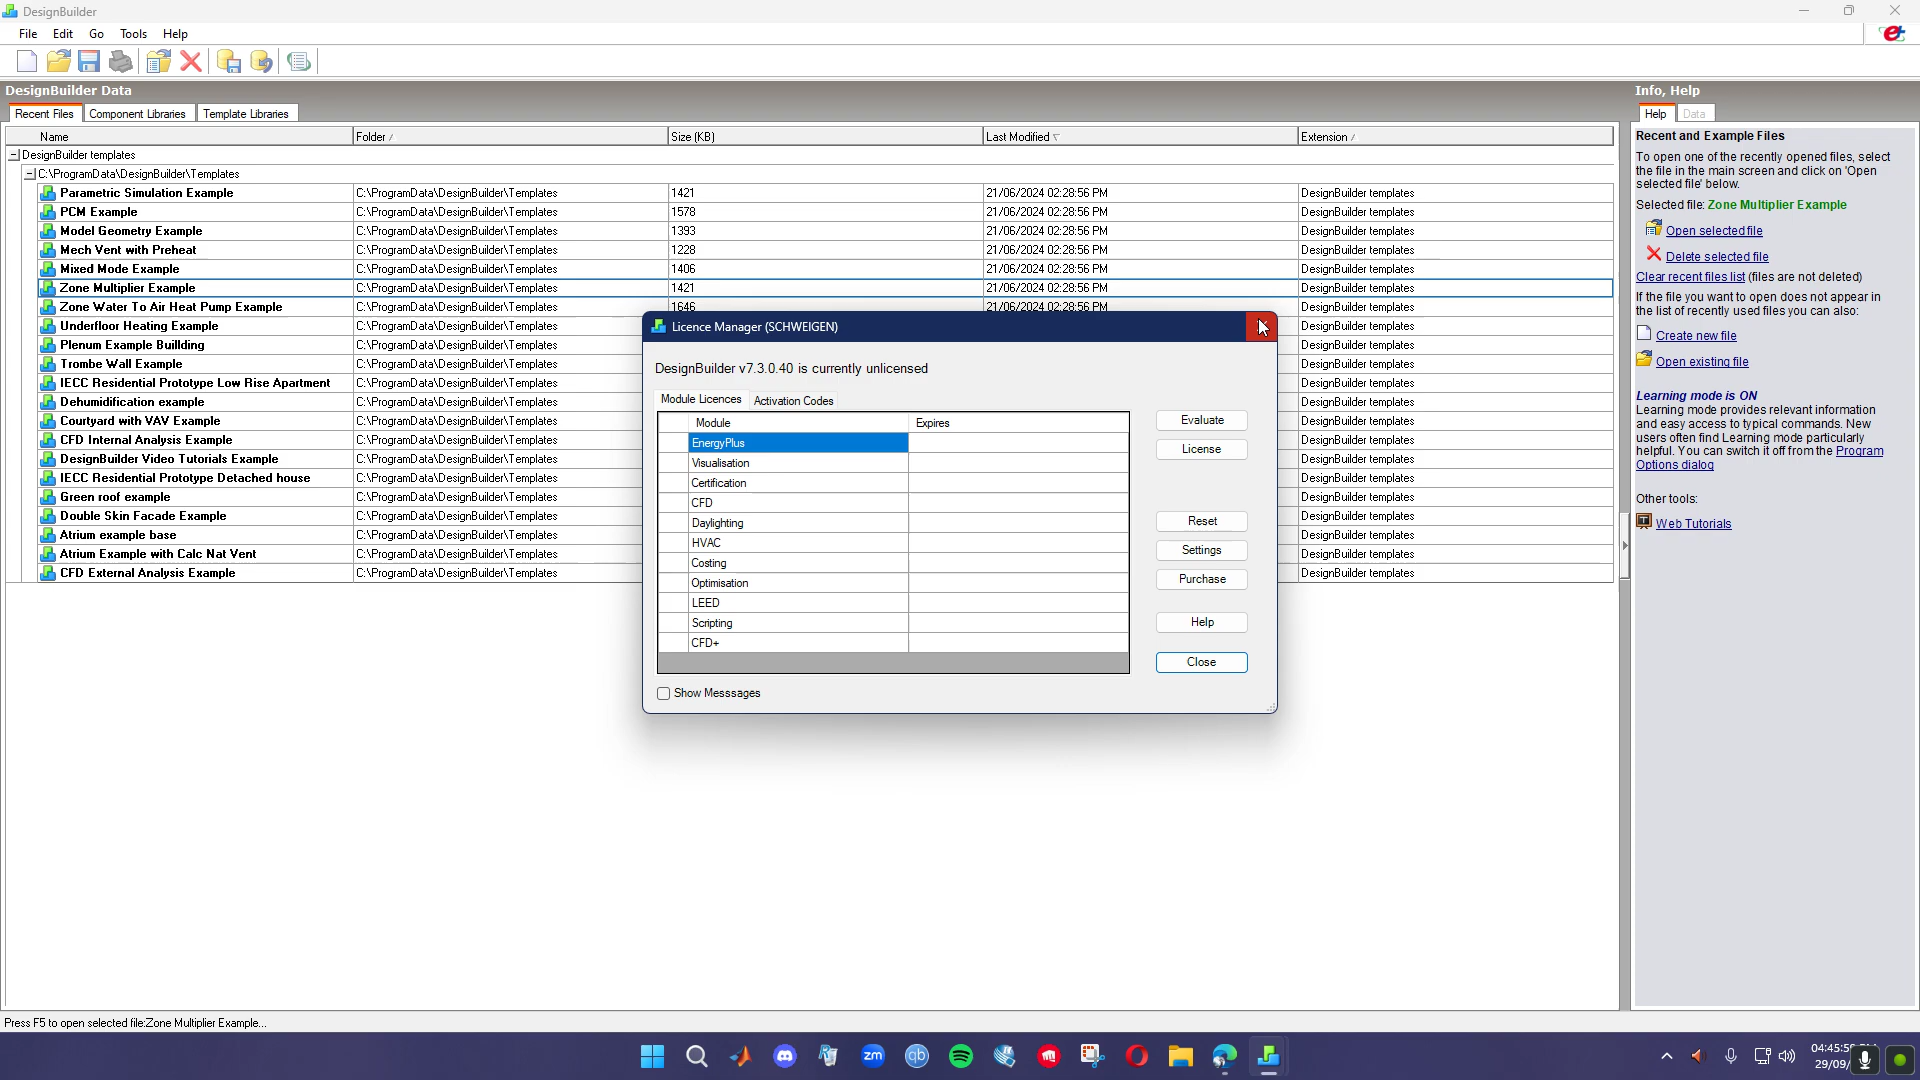 DesignBuilder
File Edit Go Tools Help
DesignBuilder Data
Recent Files Component Libraries Template Libraries
Name Folder Size (KB) Last Modified Extension
DesignBuilder templates
C:\ProgramData\DesignBuilder\Templates
Parametric Simulation Example C:\ProgramData\DesignBuilder\Templates 1421 21/06/2024 02:28:56 PM DesignBuilder templates
PCM Example C:\ProgramData\DesignBuilder\Templates 1578 21/06/2024 02:28:56 PM DesignBuilder templates
Model Geometry Example C:\ProgramData\DesignBuilder\Templates 1393 21/06/2024 02:28:56 PM DesignBuilder templates
Mech Vent with Preheat C:\ProgramData\DesignBuilder\Templates 1228 21/06/2024 02:28:56 PM DesignBuilder templates
Mixed Mode Example C:\ProgramData\DesignBuilder\Templates 1406 21/06/2024 02:28:56 PM DesignBuilder templates
Zone Multiplier Example C:\ProgramData\DesignBuilder\Templates 1421 21/06/2024 02:28:56 PM DesignBuilder templates
Zone Water To Air Heat Pump Example C:\ProgramData\DesignBuilder\Templates 1646 21/06/2024 02:28:56 PM DesignBuilder templates
Underfloor Heating Example C:\ProgramData\DesignBuilder\Templates DesignBuilder templates
Plenum Example Buillding C:\ProgramData\DesignBuilder\Templates DesignBuilder templates
Trombe Wall Example C:\ProgramData\DesignBuilder\Templates DesignBuilder templates
IECC Residential Prototype Low Rise Apartment C:\ProgramData\DesignBuilder\Templates DesignBuilder templates
Dehumidification example C:\ProgramData\DesignBuilder\Templates DesignBuilder templates
Courtyard with VAV Example C:\ProgramData\DesignBuilder\Templates DesignBuilder templates
CFD Internal Analysis Example C:\ProgramData\DesignBuilder\Templates DesignBuilder templates
DesignBuilder Video Tutorials Example C:\ProgramData\DesignBuilder\Templates DesignBuilder templates
IECC Residential Prototype Detached house C:\ProgramData\DesignBuilder\Templates DesignBuilder templates
Green roof example C:\ProgramData\DesignBuilder\Templates DesignBuilder templates
Double Skin Facade Example C:\ProgramData\DesignBuilder\Templates DesignBuilder templates
Atrium example base C:\ProgramData\DesignBuilder\Templates DesignBuilder templates
Atrium Example with Calc Nat Vent C:\ProgramData\DesignBuilder\Templates DesignBuilder templates
CFD External Analysis Example C:\ProgramData\DesignBuilder\Templates DesignBuilder templates
Licence Manager (SCHWEIGEN)
DesignBuilder v7.3.0.40 is currently unlicensed
Module Licences Activation Codes
Module Expires
EnergyPlus
Visualisation
Certification
CFD
Daylighting
HVAC
Costing
Optimisation
LEED
Scripting
CFD+
Evaluate
License
Reset
Settings
Purchase
Help
Close
Show Messsages
Info, Help
Help Data
Recent and Example Files
To open one of the recently opened files, select
the file in the main screen and click on 'Open
selected file' below.
Selected file: Zone Multiplier Example
Open selected file
Delete selected file
Clear recent files list (files are not deleted)
If the file you want to open does not appear in
the list of recently used files you can also:
Create new file
Open existing file
Learning mode is ON
Learning mode provides relevant information
and easy access to typical commands. New
users often find Learning mode particularly
helpful. You can switch it off from the Program
Options dialog
Other tools:
Web Tutorials
Press F5 to open selected file:Zone Multiplier Example...
zm
qb
04:45:5
29/09/